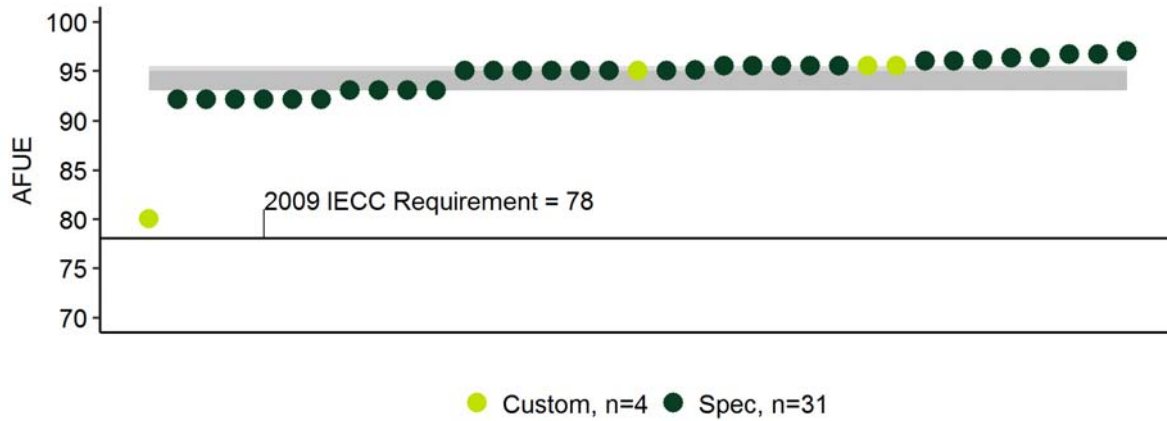 100
95
90
85
80
75
70
AFUE
2009 IECC Requirement = 78
Custom, n=4 Spec, n=31